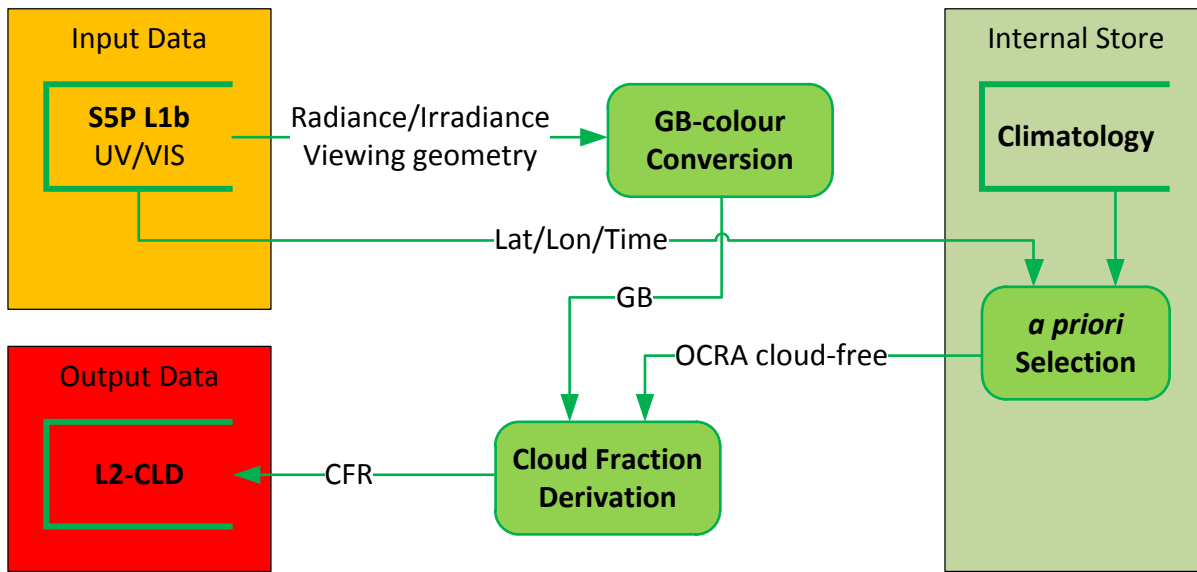 Input Data
S5P L1b
UV/VIS
Radiance/Irradiance
Viewing geometry
GB-colour
Conversion
Internal Store
Climatology
Lat/Lon/Time
GB
a priori
Selection
OCRA cloud-free
Output Data
L2-CLD
CFR
Cloud Fraction
Derivation